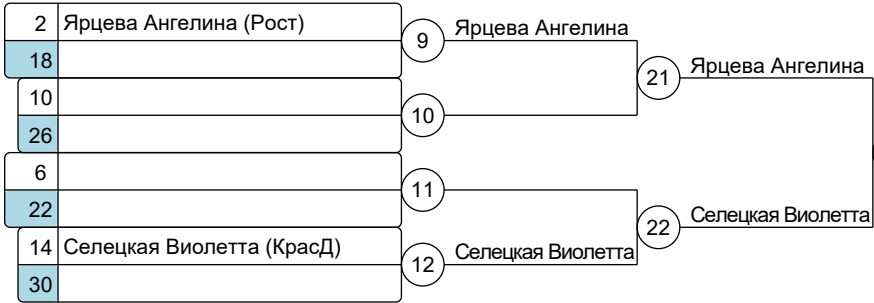 2 Ярцева Ангелина (Рост)
18
9 Ярцева Ангелина
21 Ярцева Ангелина
10
26
10
6
22
11
22 Селецкая Виолетта
14 Селецкая Виолетта (КрасД)
30
12 Селецкая Виолетта